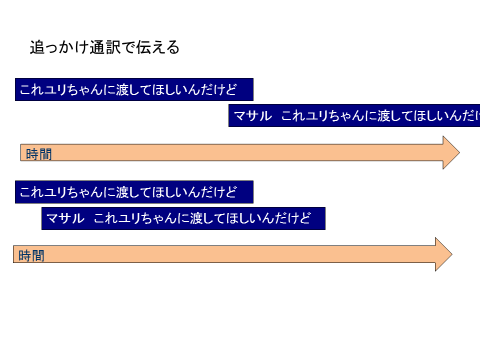 追っかけ通訳で伝える
これユリちゃんに渡してほしいんだけど
マサル　これユリちゃんに渡してほしいんだけ
時間
これユリちゃんに渡してほしいんだけど
マサル　これユリちゃんに渡してほしいんだけど
時間